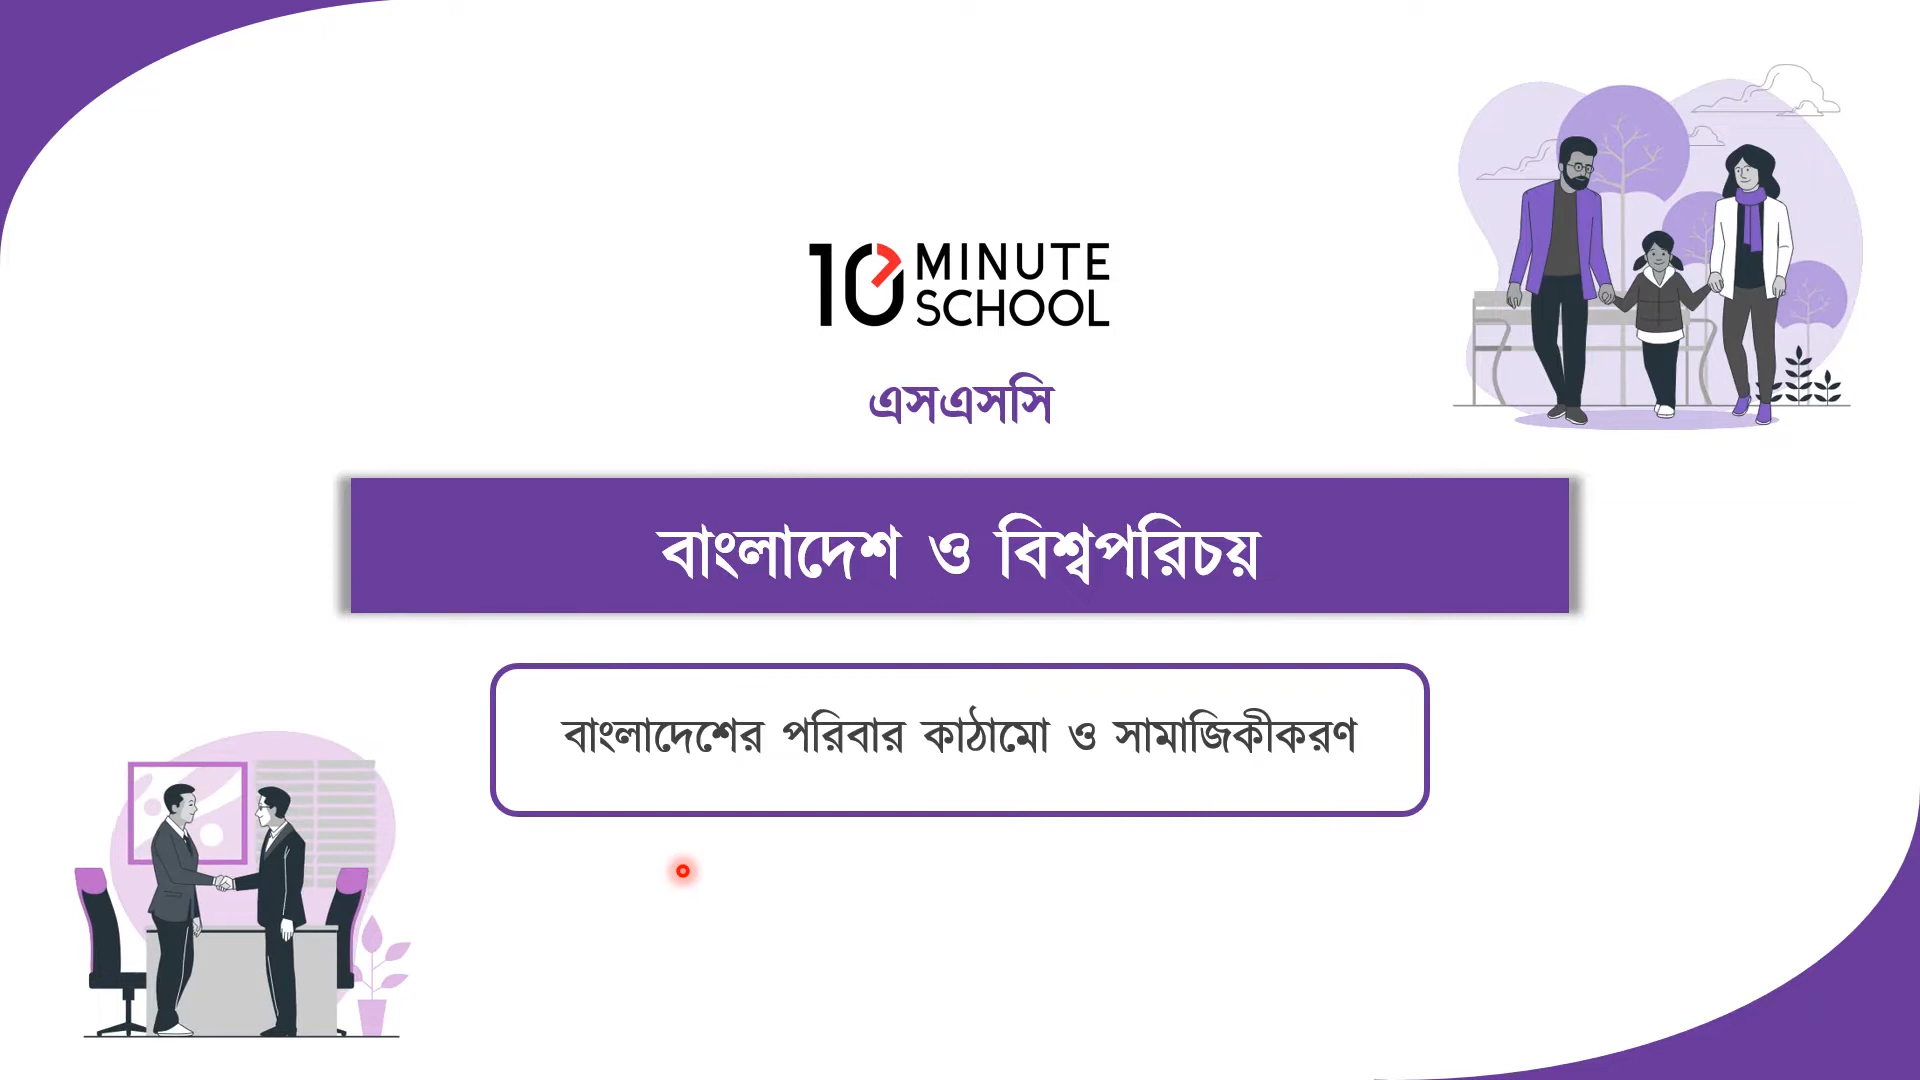 10 MINUTE
SCHOOL
এসএসসি
বাংলাদেশ ও বিশ্বপরিচয়
বাংলাদেশের পরিবার কাঠামো ও সামাজিকীকরণ